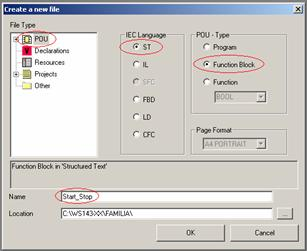 Create a new file
File Type
POU
Declarations
Resources
Projects
Other
IEC Language
ST
IL
SFC
FBD
LD
CFC
POU - Type
Program
Function Block
Function
BOOL
Page Format
A4 PORTRAIT
Function Block in 'Structured Text'
Name
Start_Stop
Location
C:\WS143XX\FAMILIA\
...
OK
Cancel